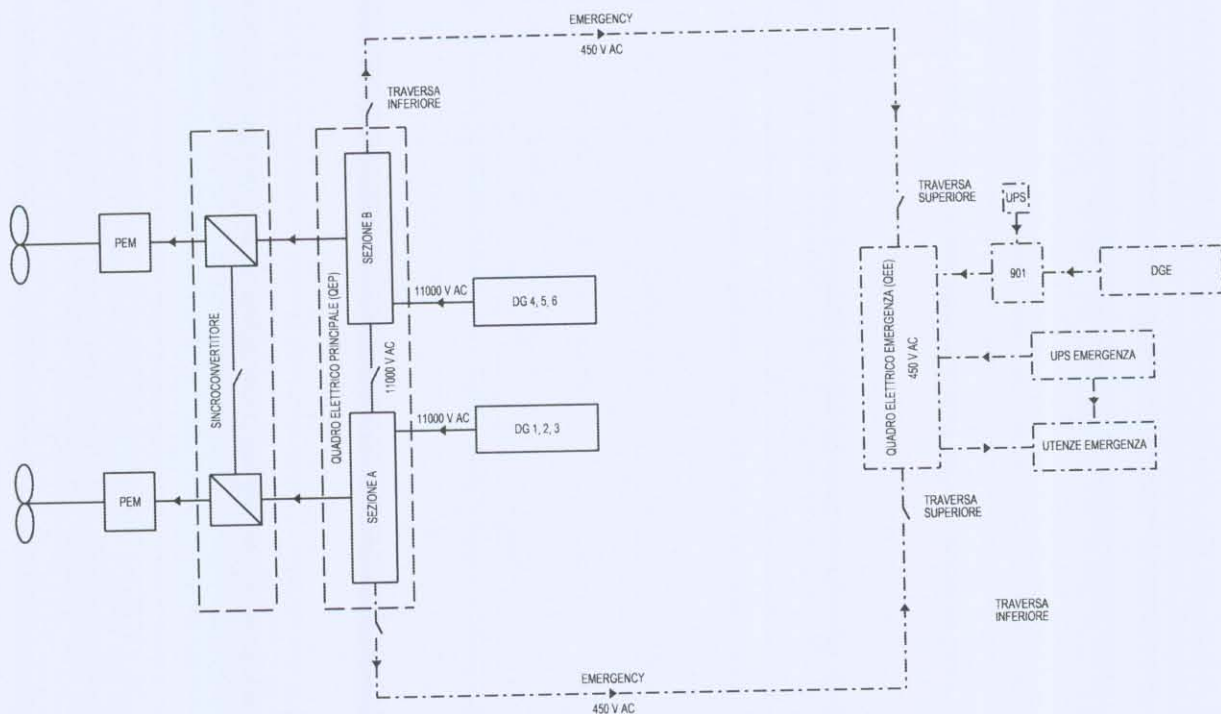 EMERGENCY
450 V AC
TRAVERSA
INFERIORE
TRAVERSA
SUPERIORE
UPS
PEM
SEZIONE B
901
DGE
11000 V AC
DG 4, 5, 6
SINCROCONVERTITORE
QUADRO ELETTRICO PRINCIPALE (QEP)
11000 V AC
QUADRO ELETTRICO EMERGENZA (QEE)
450 V AC
UPS EMERGENZA
11000 V AC
DG 1, 2, 3
UTENZE EMERGENZA
PEM
SEZIONE A
TRAVERSA
SUPERIORE
TRAVERSA
INFERIORE
EMERGENCY
450 V AC